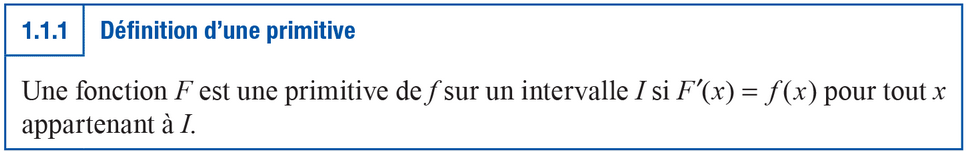 1.1.1 Définition d’une primitive
Une fonction F est une primitive de f sur un intervalle I si F′(x) = f(x) pour tout x
appartenant à I.